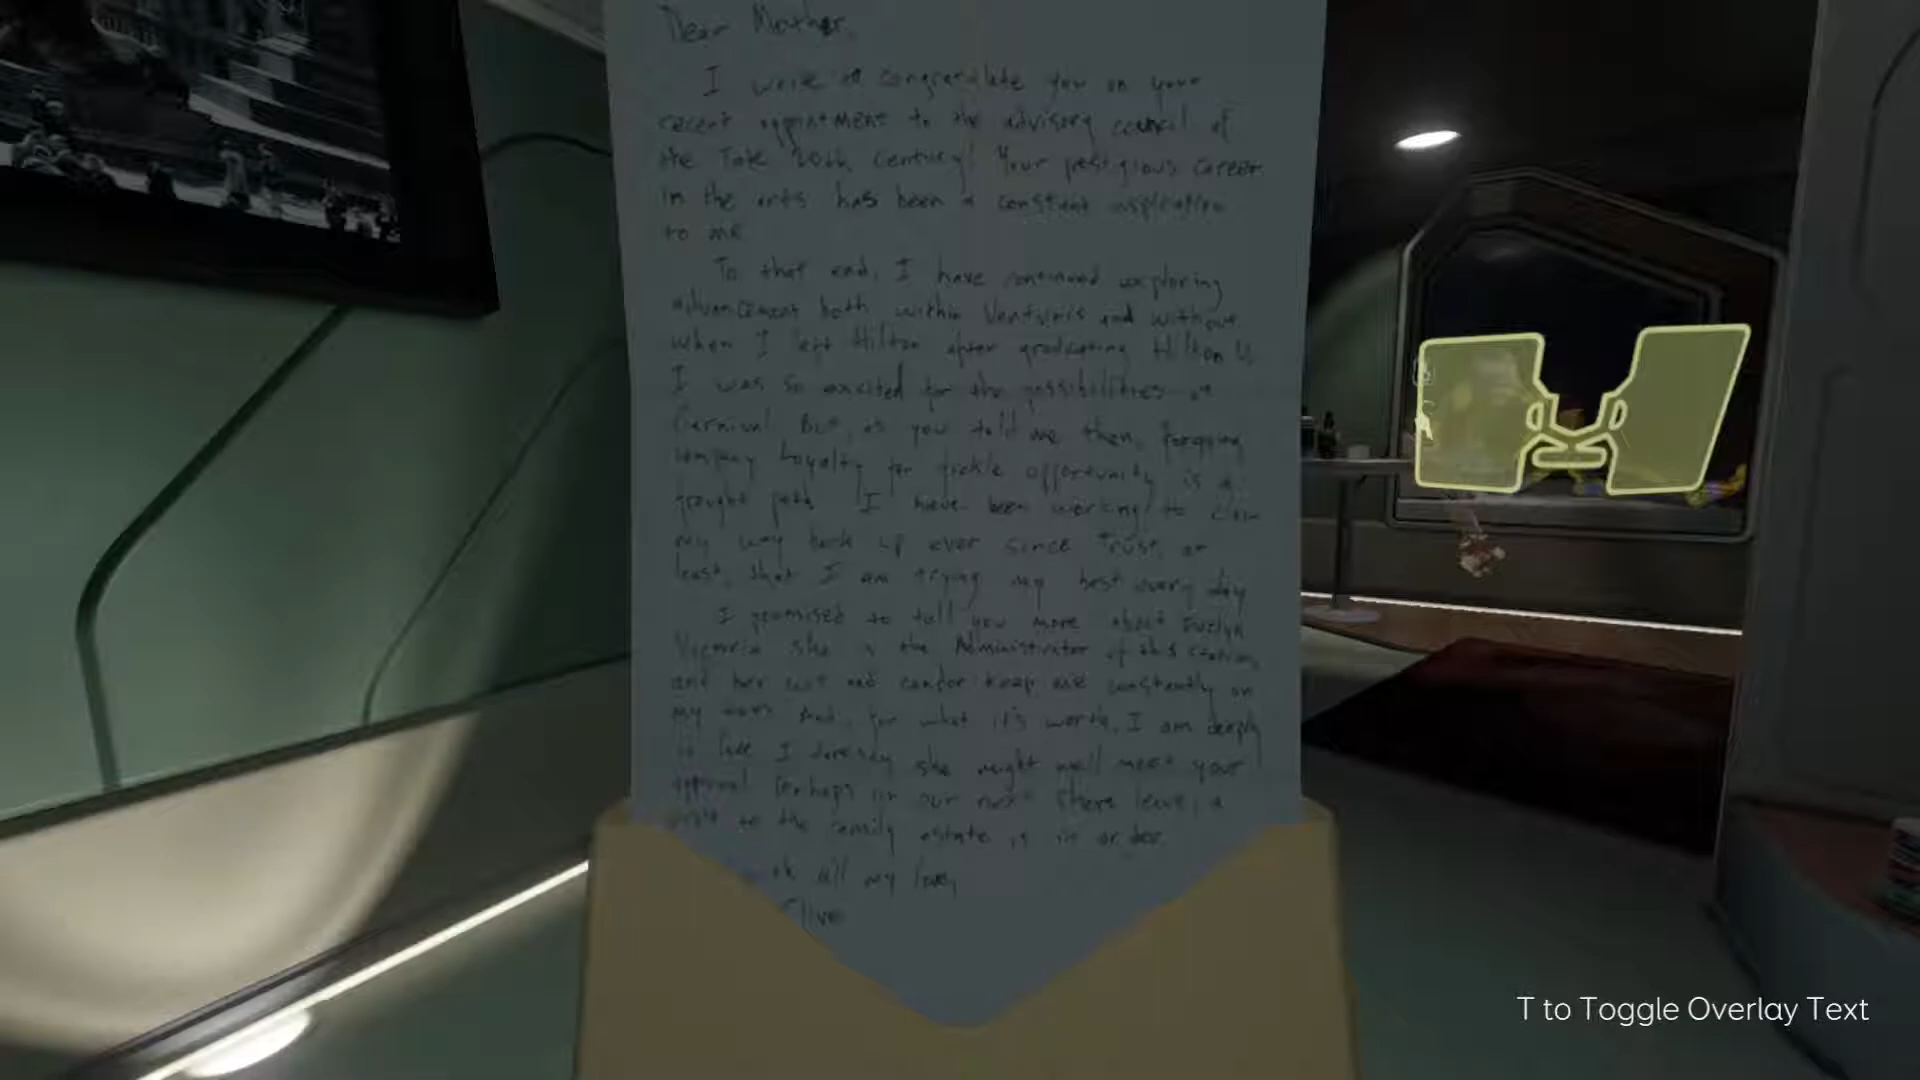 Dear Mother,
I write to congratulate you on your
recent appointment to the advisory council of
the Tate 20th Century! Your prestigious career
in the arts has been a constant inspiration
to me
To that end, I have continued exploring
advancement both within Venturis and without
when I left Hilton after graduating Hilton U,
I was so excited for the possibilities at
Carnival But, as you told me then, forgoing
company loyalty for fickle opportunity is a
fraught path I have been working to claw
my way back up ever since Trust, at
least, that I am trying my best every day
I promised to tell you more about Evelyn
she is the Administrator of this station,
and her wit and candor keep me constantly on
my toes And, for what it's worth, I am deeply
in love I daresay she might well meet your
approval Perhaps on our next shore leave, a
visit to the family estate is in order
all my love,
Clive
T to Toggle Overlay Text